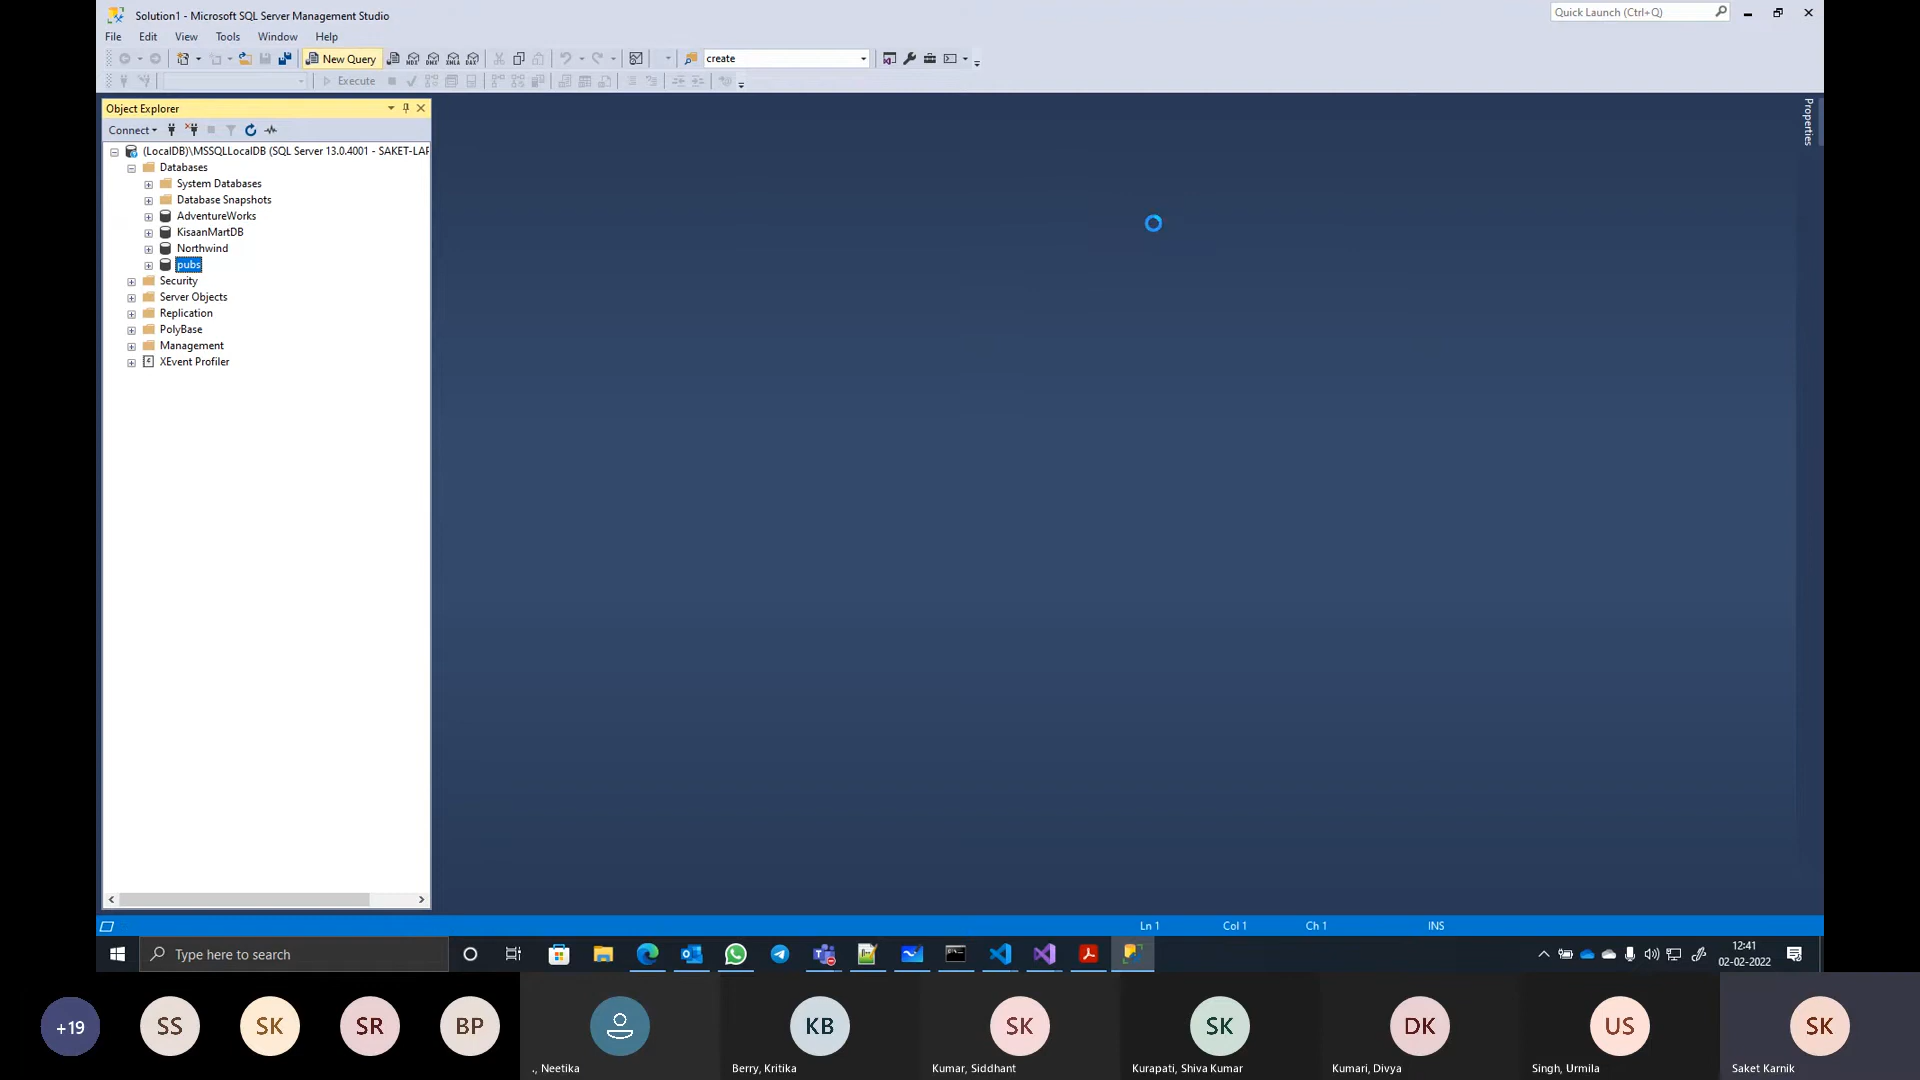 Solution1 - Microsoft SQL Server Management Studio
Quick Launch (Ctrl+Q)
File Edit View Tools Window Help
New Query
MDX DMX XMLA DAX
create
Execute
Object Explorer
Connect
(LocalDB)\MSSQLLocalDB (SQL Server 13.0.4001 - SAKET-LAP
Databases
System Databases
Database Snapshots
AdventureWorks
KisaanMartDB
Northwind
pubs
Security
Server Objects
Replication
PolyBase
Management
XEvent Profiler
Properties
Ln 1 Col 1 Ch 1 INS
Type here to search
12:41
02-02-2022
+19 SS SK SR BP KB SK SK DK US SK
., Neetika Berry, Kritika Kumar, Siddhant Kurapati, Shiva Kumar Kumari, Divya Singh, Urmila Saket Karnik